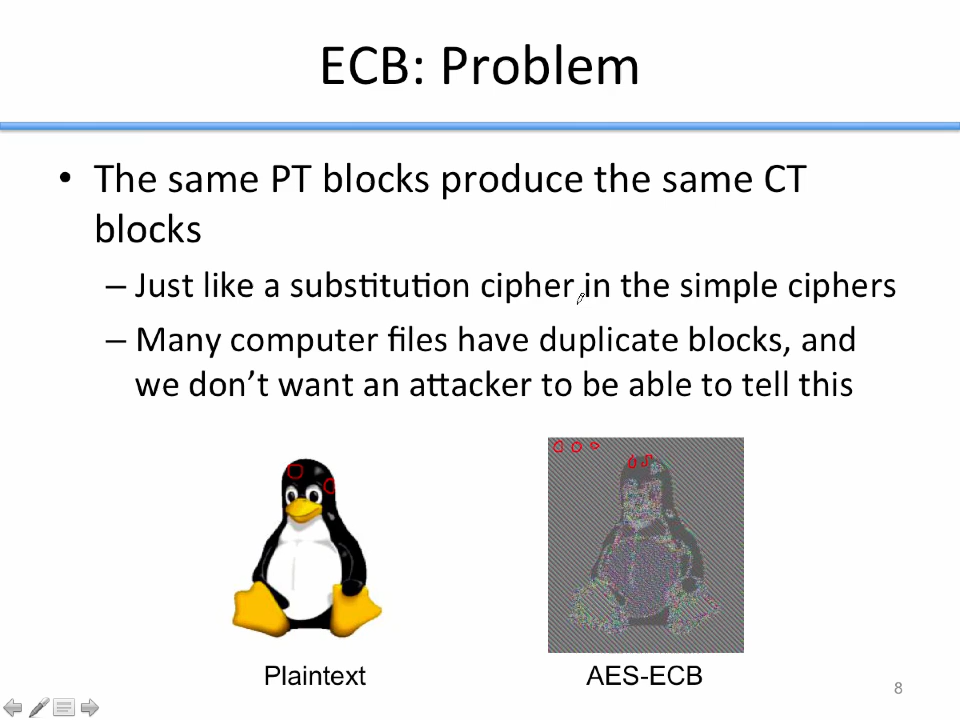 ECB: Problem
• The same PT blocks produce the same CT
blocks
– Just like a substitution cipher in the simple ciphers
– Many computer files have duplicate blocks, and
we don’t want an attacker to be able to tell this
Plaintext
AES-ECB
8